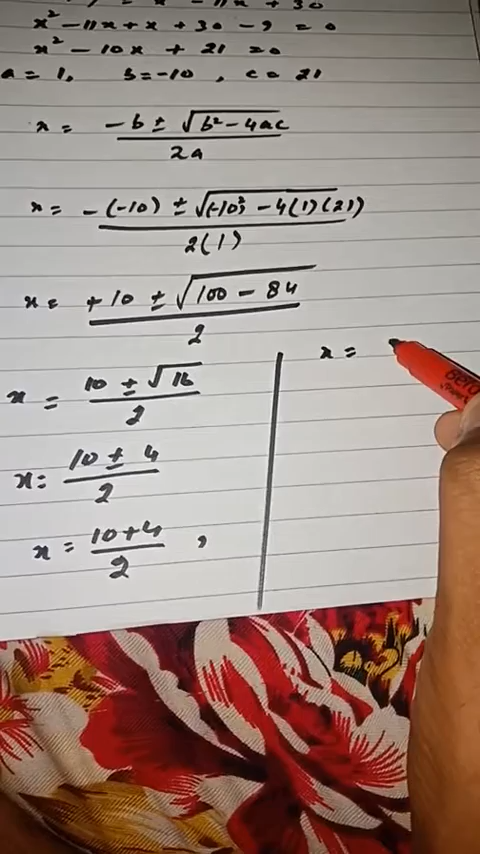 x² - 11x + x + 30 - 9 = 0
x² - 10x + 21 = 0
a = 1, b = -10, c = 21
x = -b ± √b² - 4ac / 2a
x = -(-10) ± √(-10)² - 4(1)(21) / 2(1)
x = +10 ± √100 - 84 / 2
x = 10 ± √16 / 2
x = 10 ± 4 / 2
x = 10 + 4 / 2 ,
x =